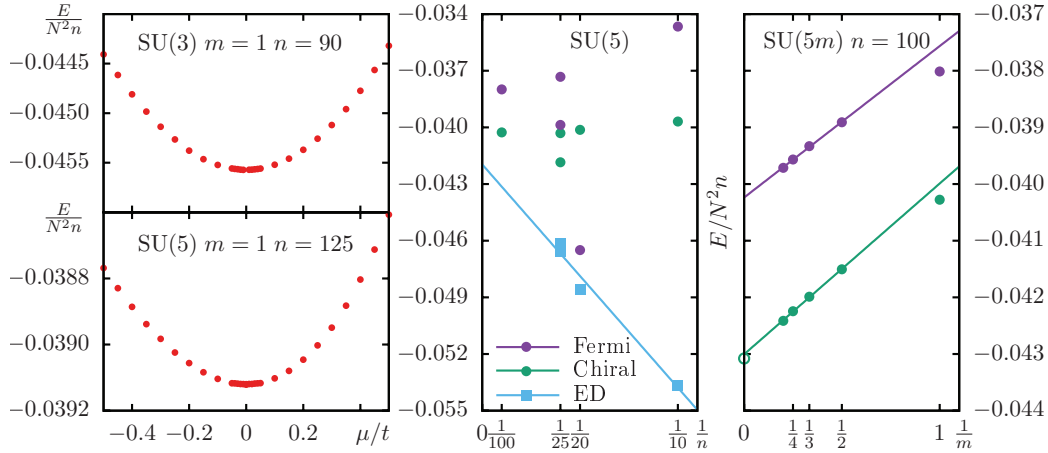 E/N²n
SU(3) m = 1 n = 90
−0.0445
−0.0450
−0.0455
E/N²n
SU(5) m = 1 n = 125
−0.0388
−0.0390
−0.0392
−0.4 −0.2 0 0.2 μ/t
−0.034
−0.037
−0.040
−0.043
−0.046
−0.049
−0.052
−0.055
SU(5)
Fermi
Chiral
ED
0 1/100 1/25 1/20 1/10 1/n
E/N²n
SU(5m) n = 100
−0.037
−0.038
−0.039
−0.040
−0.041
−0.042
−0.043
−0.044
0 1/4 1/3 1/2 1 1/m